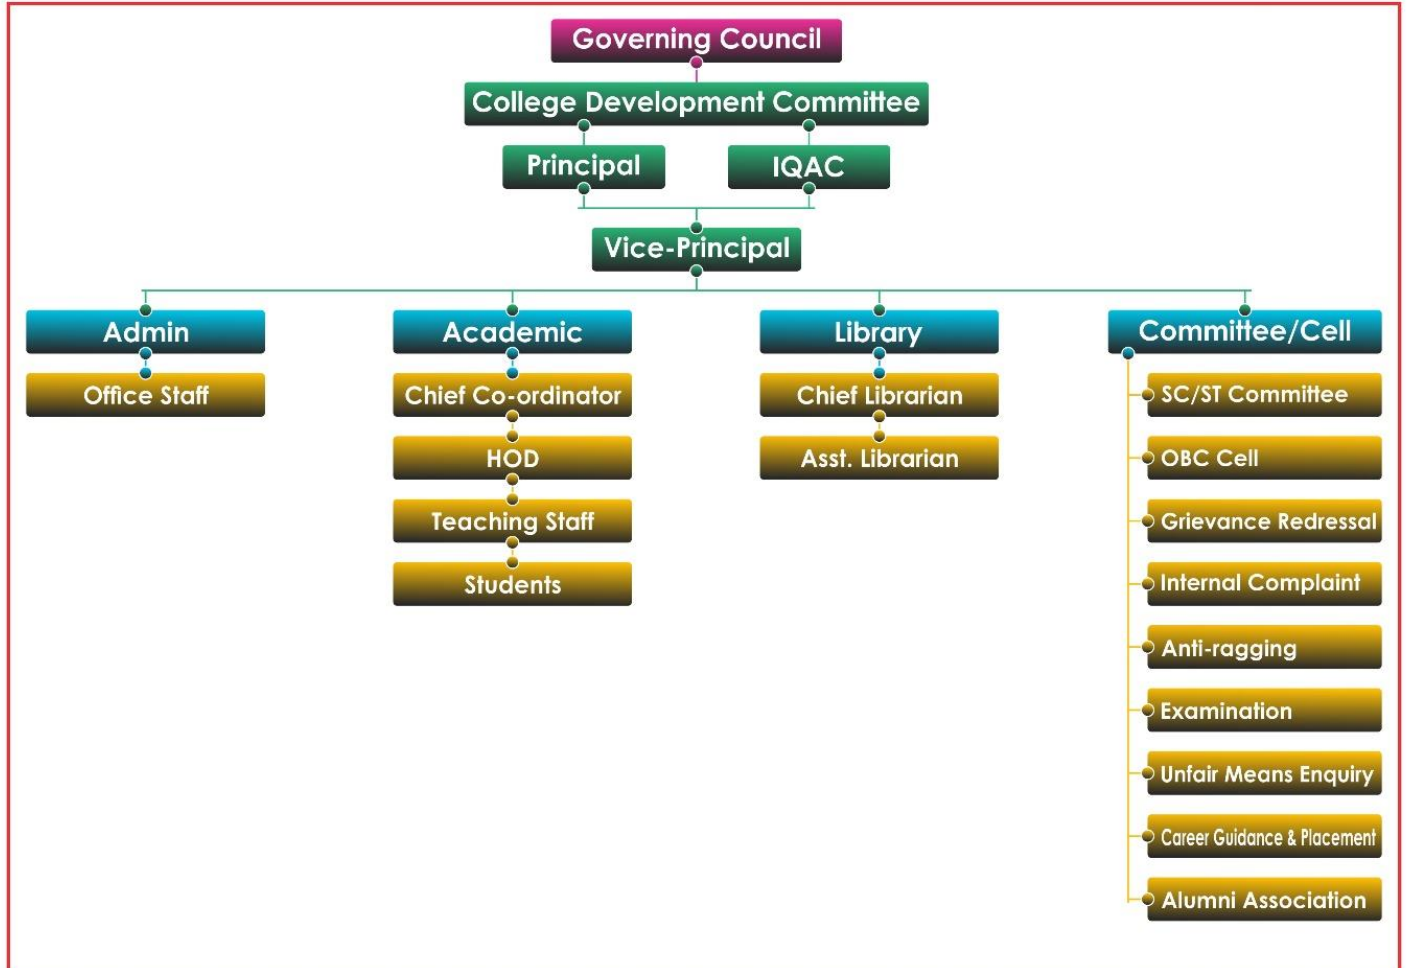 Governing Council
College Development Committee
Principal
IQAC
Vice-Principal
Admin
Office Staff
Academic
Chief Co-ordinator
HOD
Teaching Staff
Students
Library
Chief Librarian
Asst. Librarian
Committee/Cell
SC/ST Committee
OBC Cell
Grievance Redressal
Internal Complaint
Anti-ragging
Examination
Unfair Means Enquiry
Career Guidance & Placement
Alumni Association